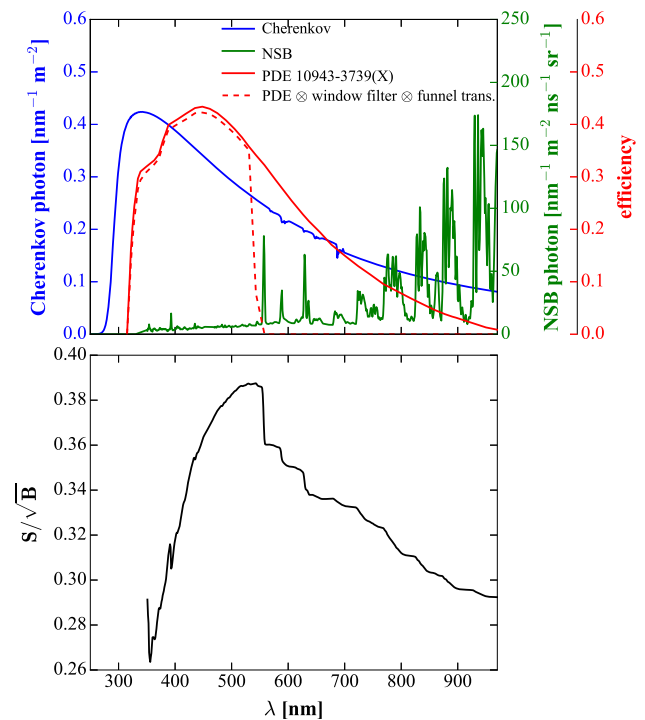 0.6
0.5
0.4
0.3
0.2
0.1
0.0
Cherenkov photon [nm⁻¹ m⁻²]
Cherenkov
NSB
PDE 10943-3739(X)
PDE ⊗ window filter ⊗ funnel trans.
250
200
150
100
50
0
NSB photon [nm⁻¹ m⁻² ns⁻¹ sr⁻¹]
0.6
0.5
0.4
0.3
0.2
0.1
0.0
efficiency
0.40
0.38
0.36
0.34
0.32
0.30
0.28
0.26
S/√B
300 400 500 600 700 800 900
λ [nm]